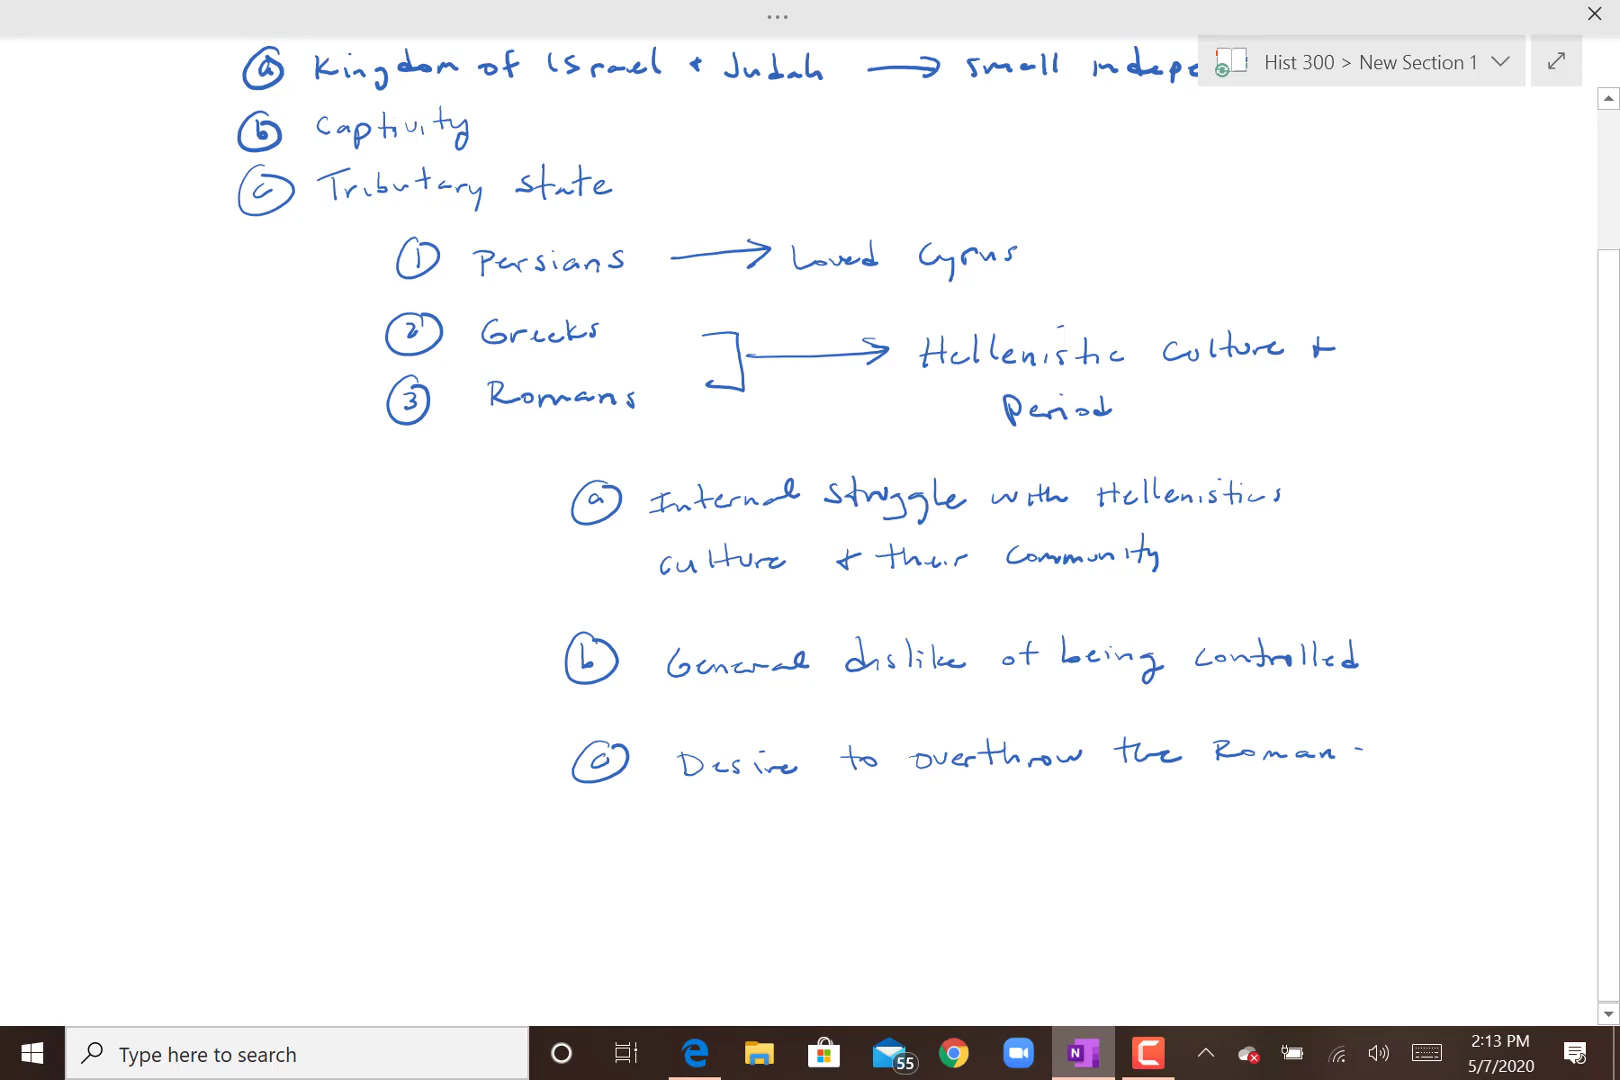 ⓐ Kingdom of Israel + Judah → small indepe
Hist 300 > New Section 1
ⓑ Captivity
ⓒ Tributary state
① Persians → Loved Cyrus
② Greeks
③ Romans
→ Hellenistic Culture +
Period
ⓐ Internal struggle with Hellenistics
culture + their community
ⓑ General dislike of being controlled
ⓒ Desire to overthrow the Roman -
Type here to search
N
55
2:13 PM
5/7/2020